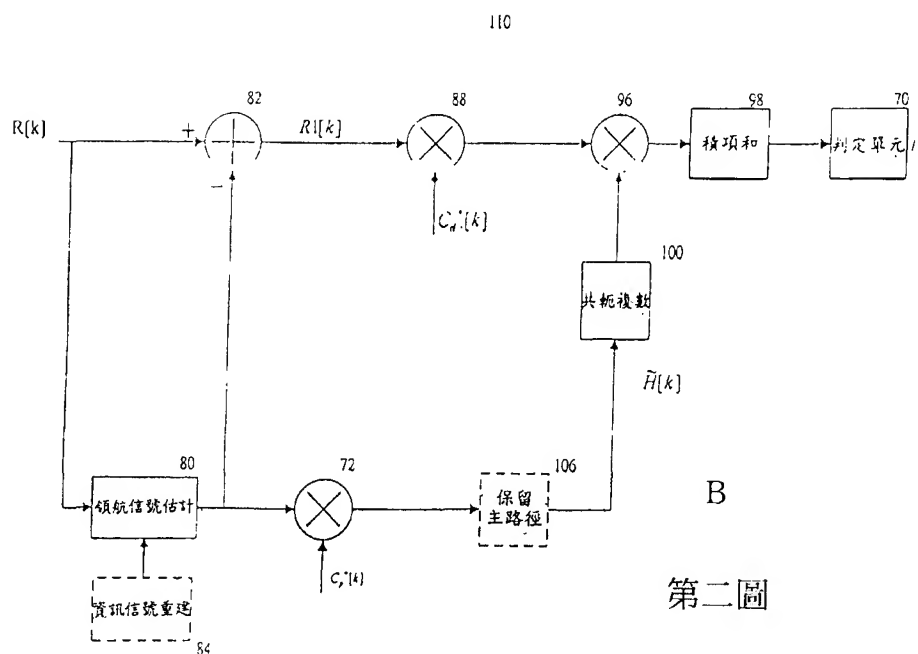 110
82
88
96
98
70
R[k]
+
R1[k]
積項和
判定單元
−
100
共軛複數
H̃[k]
80
72
106
領航信號估計
保留
主路徑
B
資訊信號重建
84
第二圖